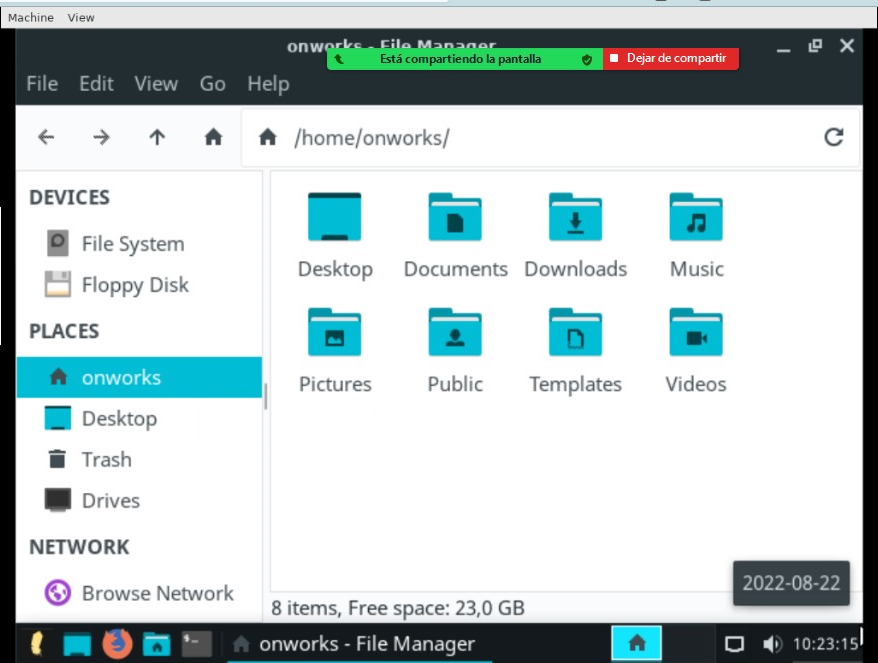 Machine View
onworks - File Manager
Está compartiendo la pantalla
Dejar de compartir
File Edit View Go Help
/home/onworks/
DEVICES
File System
Floppy Disk
PLACES
onworks
Desktop
Trash
Drives
NETWORK
Browse Network
Desktop Documents Downloads Music
Pictures Public Templates Videos
2022-08-22
8 items, Free space: 23,0 GB
onworks - File Manager
10:23:15